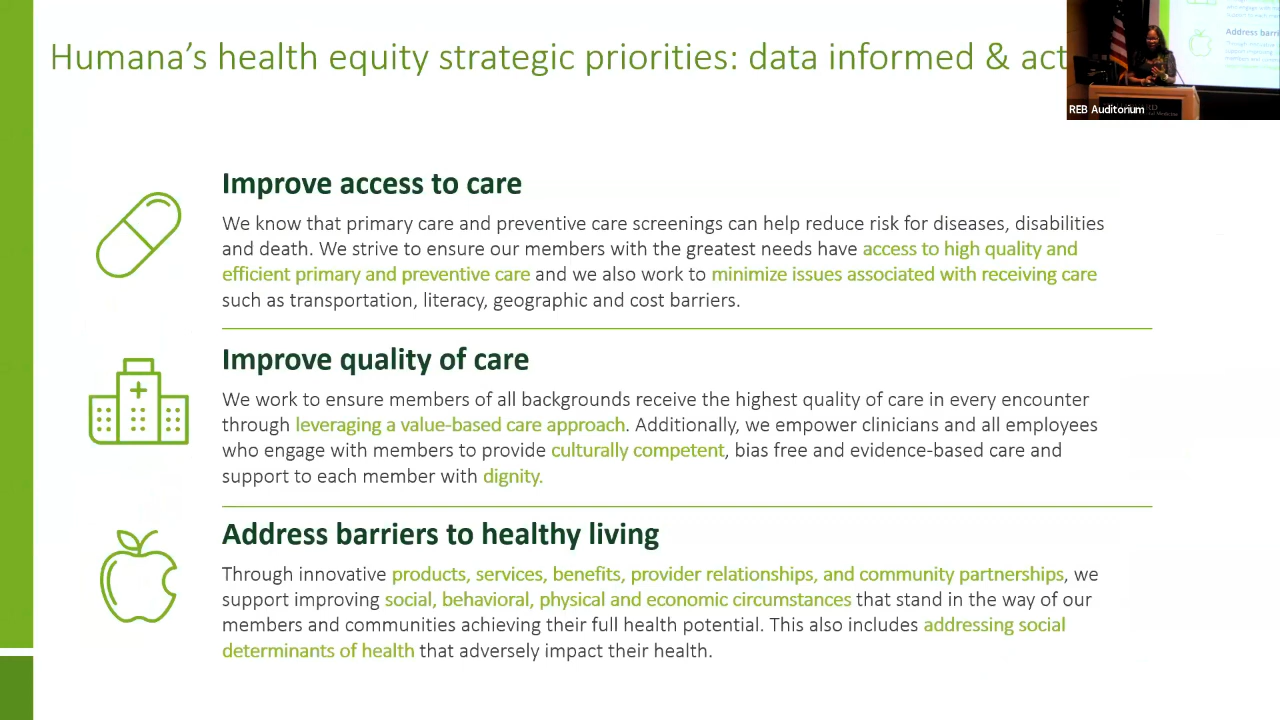 Humana's health equity strategic priorities: data informed & act
REB Auditorium
Address barri
Improve access to care
We know that primary care and preventive care screenings can help reduce risk for diseases, disabilities
and death. We strive to ensure our members with the greatest needs have access to high quality and
efficient primary and preventive care and we also work to minimize issues associated with receiving care
such as transportation, literacy, geographic and cost barriers.
Improve quality of care
We work to ensure members of all backgrounds receive the highest quality of care in every encounter
through leveraging a value-based care approach. Additionally, we empower clinicians and all employees
who engage with members to provide culturally competent, bias free and evidence-based care and
support to each member with dignity.
Address barriers to healthy living
Through innovative products, services, benefits, provider relationships, and community partnerships, we
support improving social, behavioral, physical and economic circumstances that stand in the way of our
members and communities achieving their full health potential. This also includes addressing social
determinants of health that adversely impact their health.